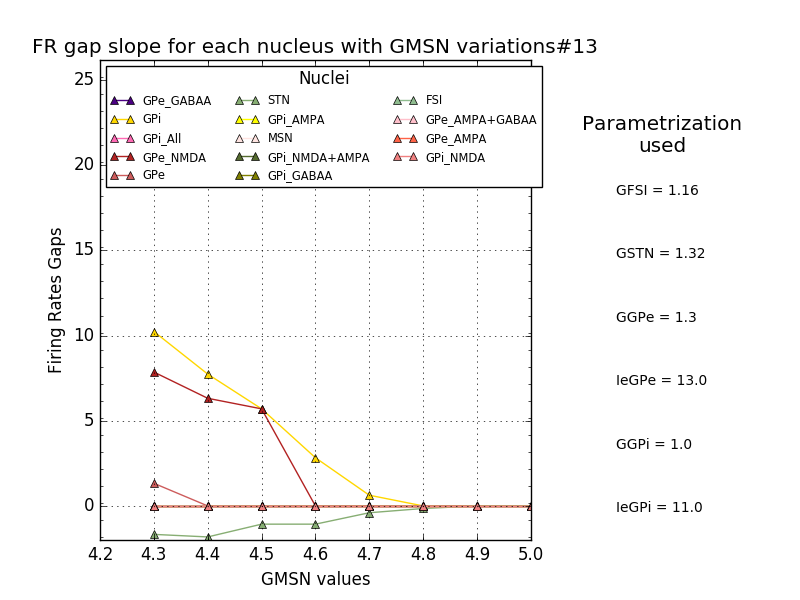 FR gap slope for each nucleus with GMSN variations#13
Nuclei
GPe_GABAA
GPi
GPi_All
GPe_NMDA
GPe
STN
GPi_AMPA
MSN
GPi_NMDA+AMPA
GPi_GABAA
FSI
GPe_AMPA+GABAA
GPe_AMPA
GPi_NMDA
Firing Rates Gaps
25
20
15
10
5
0
4.2 4.3 4.4 4.5 4.6 4.7 4.8 4.9 5.0
GMSN values
Parametrization
used
GFSI = 1.16
GSTN = 1.32
GGPe = 1.3
IeGPe = 13.0
GGPi = 1.0
IeGPi = 11.0